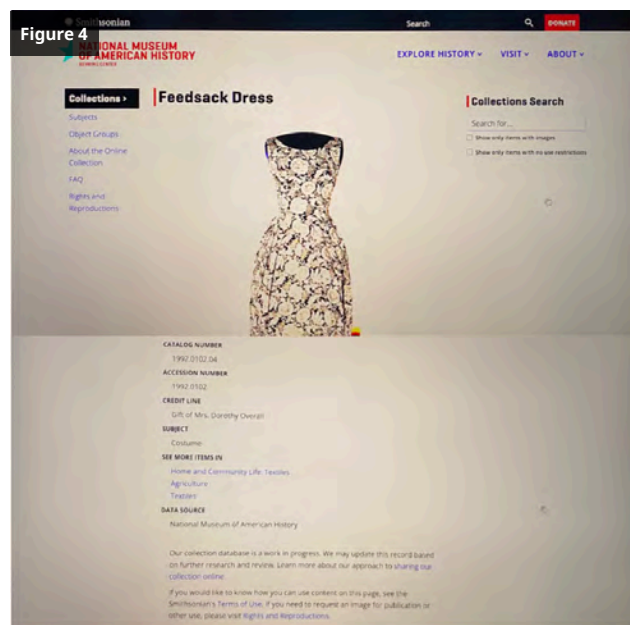 Figure 4
Smithsonian
Search
DONATE
NATIONAL MUSEUM
OF AMERICAN HISTORY
EXPLORE HISTORY VISIT ABOUT
Collections ›
Subjects
Object Groups
About the Online
Collection
FAQ
Rights and
Reproductions
Feedsack Dress
Collections Search
Search for...
Show only items with images
Show only items with no use restrictions
CATALOG NUMBER
1992.0102.04
ACCESSION NUMBER
1992.0102
CREDIT LINE
Gift of Mrs. Dorothy Overall
SUBJECT
Costume
SEE MORE ITEMS IN
Home and Community Life: Textiles
Agriculture
Textiles
DATA SOURCE
National Museum of American History
Our collection database is a work in progress. We may update this record based
on further research and review. Learn more about our approach to sharing our
collection online.
If you would like to know how you can use content on this page, see the
Smithsonian's Terms of Use. If you need to request an image for publication or
other use, please visit Rights and Reproductions.